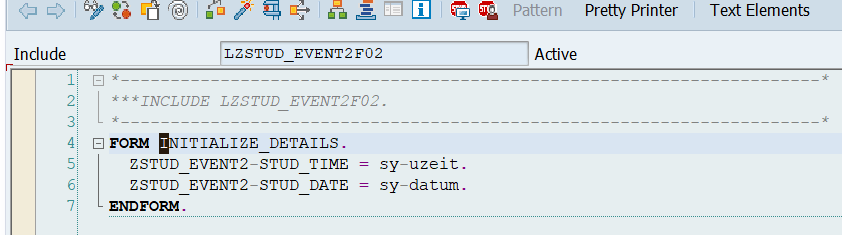 Pattern Pretty Printer Text Elements
Include LZSTUD_EVENT2F02 Active
1 *----------------------------------------------------------------------*
2 ***INCLUDE LZSTUD_EVENT2F02.
3 *----------------------------------------------------------------------*
4 FORM INITIALIZE_DETAILS.
5 ZSTUD_EVENT2-STUD_TIME = sy-uzeit.
6 ZSTUD_EVENT2-STUD_DATE = sy-datum.
7 ENDFORM.